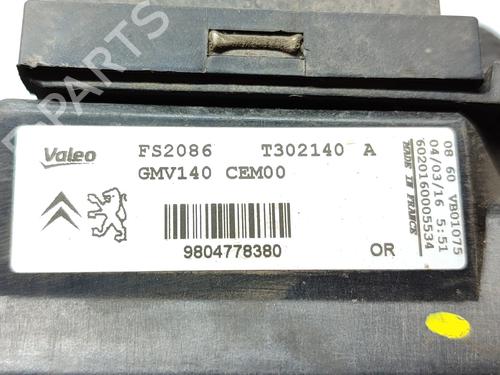 B-PARTS
Valeo FS2086 T302140 A
GMV140 CEM00
9804778380
OR
08 60 VB01075
04/03/16 5:51
6020160005534
MADE IN FRANCE